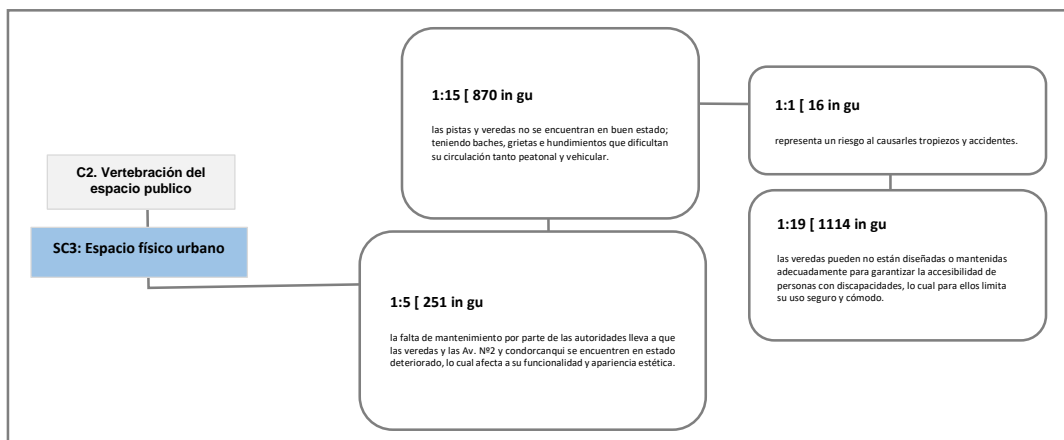 C2. Vertebración del
espacio publico
SC3: Espacio físico urbano
1:15 [ 870 in gu
las pistas y veredas no se encuentran en buen estado;
teniendo baches, grietas e hundimientos que dificultan
su circulación tanto peatonal y vehicular.
1:5 [ 251 in gu
la falta de mantenimiento por parte de las autoridades lleva a que
las veredas y las Av. Nº2 y condorcanqui se encuentren en estado
deteriorado, lo cual afecta a su funcionalidad y apariencia estética.
1:1 [ 16 in gu
representa un riesgo al causarles tropiezos y accidentes.
1:19 [ 1114 in gu
las veredas pueden no están diseñadas o mantenidas
adecuadamente para garantizar la accesibilidad de
personas con discapacidades, lo cual para ellos limita
su uso seguro y cómodo.